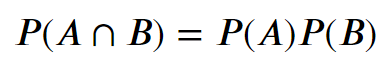 P(A ∩ B) = P(A)P(B)